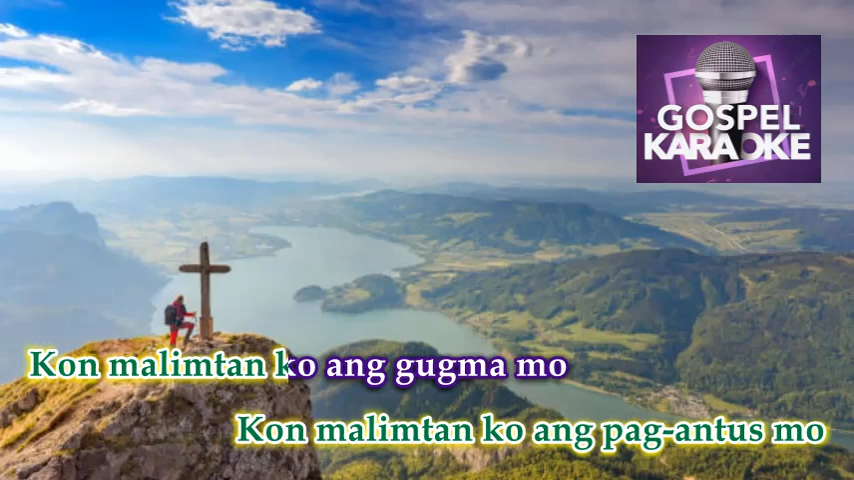 GOSPEL
KARAOKE
Kon malimtan ko ang gugma mo
Kon malimtan ko ang pag-antus mo